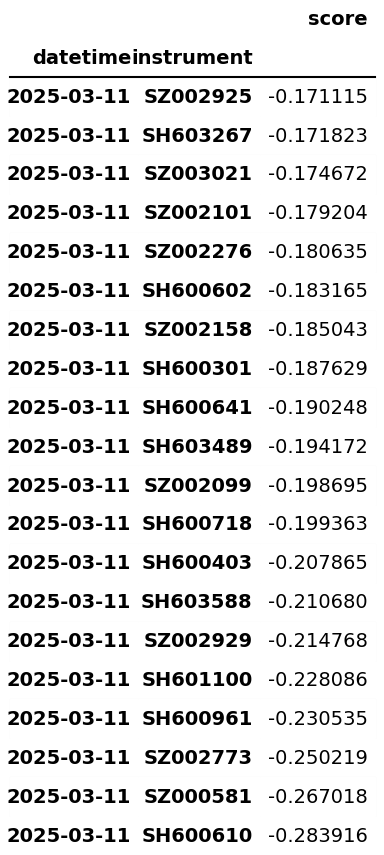 score
datetime instrument
2025-03-11 SZ002925 -0.171115
2025-03-11 SH603267 -0.171823
2025-03-11 SZ003021 -0.174672
2025-03-11 SZ002101 -0.179204
2025-03-11 SZ002276 -0.180635
2025-03-11 SH600602 -0.183165
2025-03-11 SZ002158 -0.185043
2025-03-11 SH600301 -0.187629
2025-03-11 SH600641 -0.190248
2025-03-11 SH603489 -0.194172
2025-03-11 SZ002099 -0.198695
2025-03-11 SH600718 -0.199363
2025-03-11 SH600403 -0.207865
2025-03-11 SH603588 -0.210680
2025-03-11 SZ002929 -0.214768
2025-03-11 SH601100 -0.228086
2025-03-11 SH600961 -0.230535
2025-03-11 SZ002773 -0.250219
2025-03-11 SZ000581 -0.267018
2025-03-11 SH600610 -0.283916